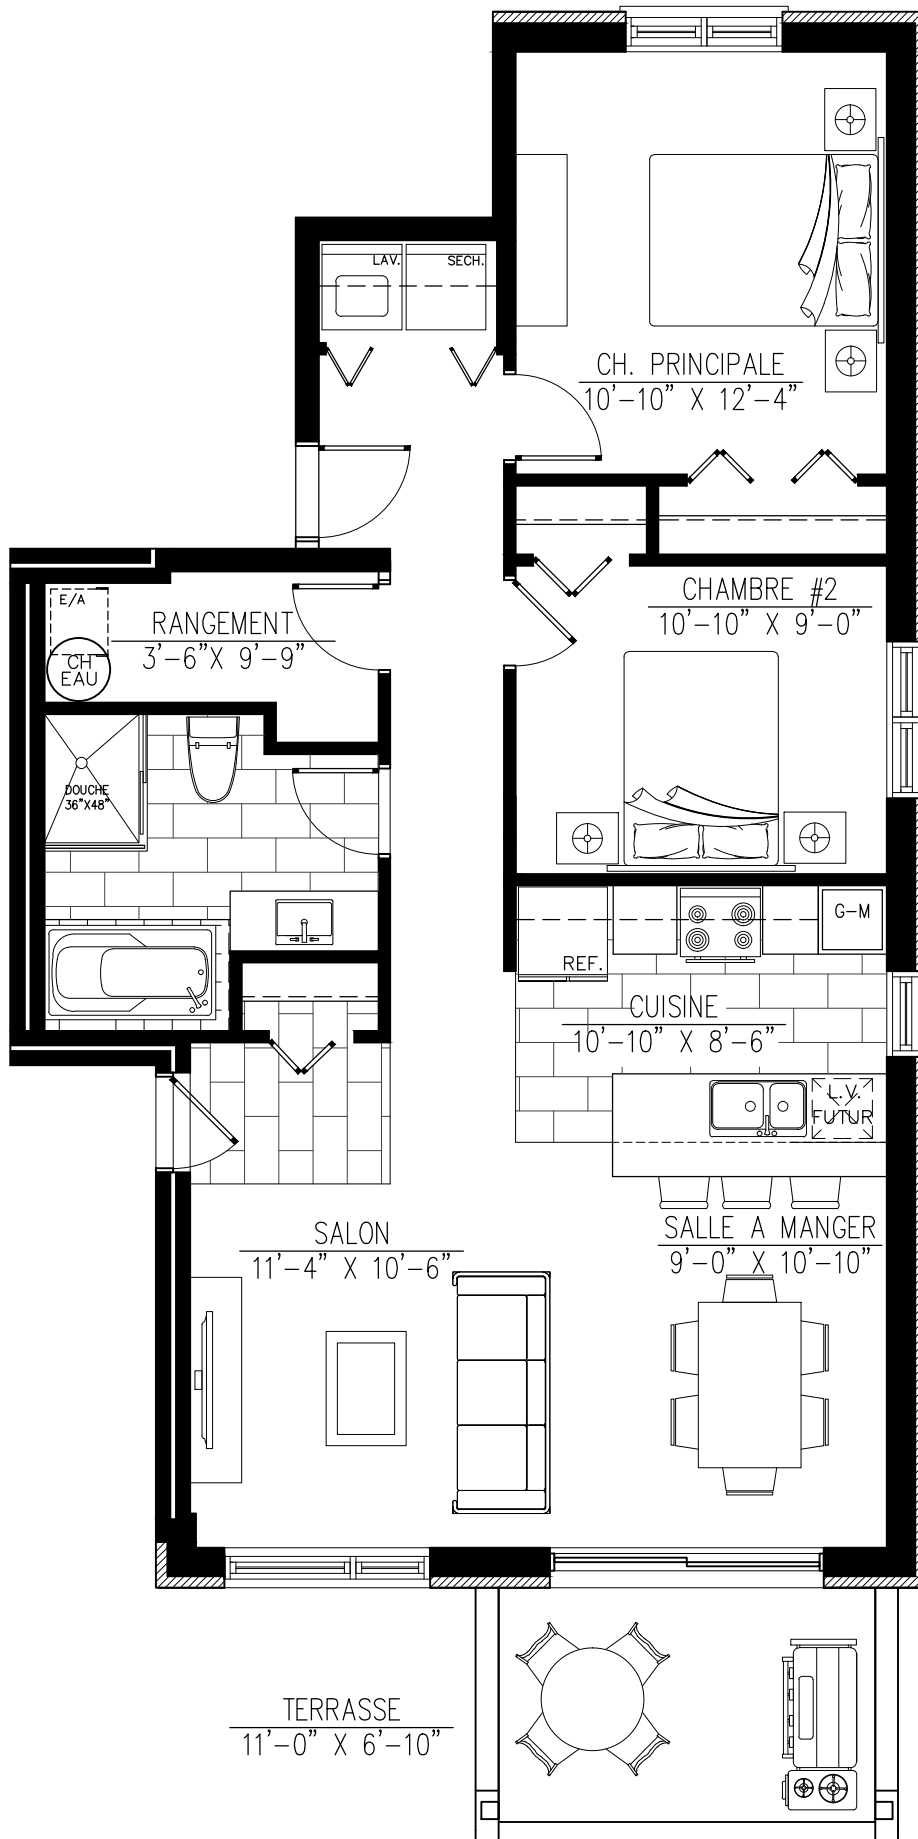 LAV.
SECH.
CH. PRINCIPALE
10'-10" X 12'-4"
E/A
RANGEMENT
3'-6"X 9'-9"
CH
EAU
CHAMBRE #2
10'-10" X 9'-0"
DOUCHE
36"X48"
G-M
REF.
CUISINE
10'-10" X 8'-6"
L.V.
FUTUR
SALON
11'-4" X 10'-6"
SALLE A MANGER
9'-0" X 10'-10"
TERRASSE
11'-0" X 6'-10"